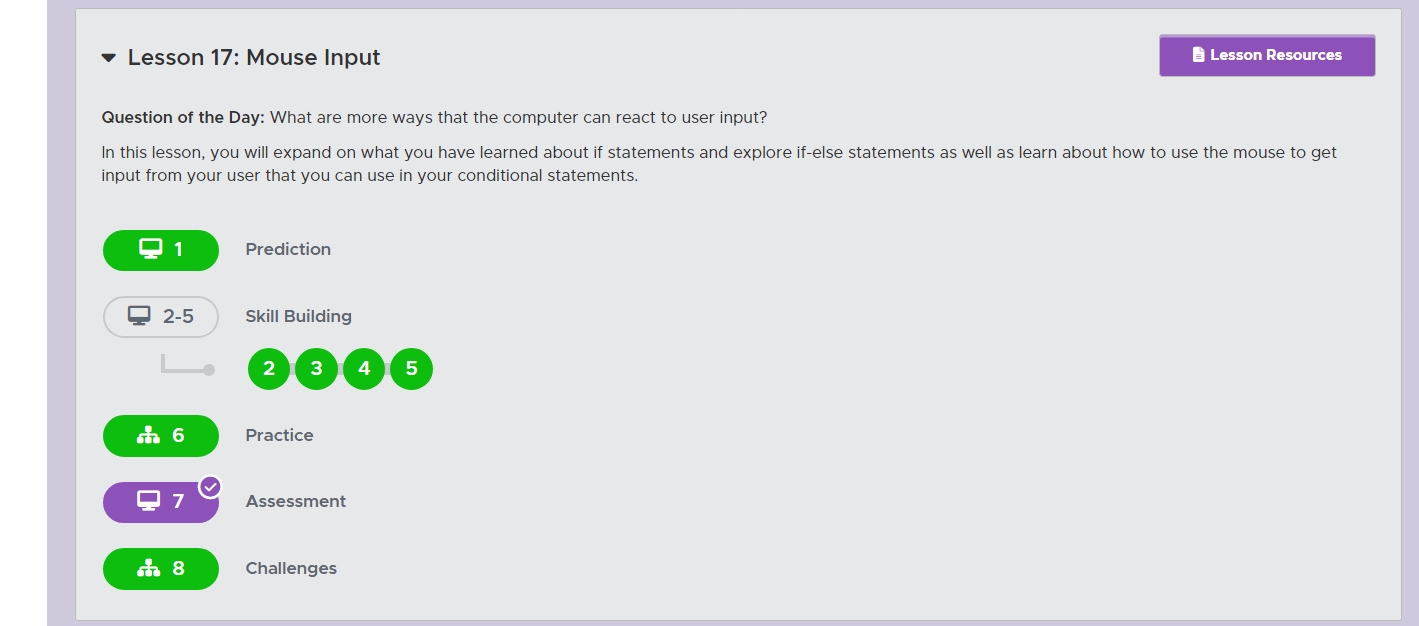 Lesson 17: Mouse Input
Lesson Resources
Question of the Day: What are more ways that the computer can react to user input?
In this lesson, you will expand on what you have learned about if statements and explore if-else statements as well as learn about how to use the mouse to get
input from your user that you can use in your conditional statements.
1 Prediction
2-5 Skill Building
2 3 4 5
6 Practice
7 Assessment
8 Challenges